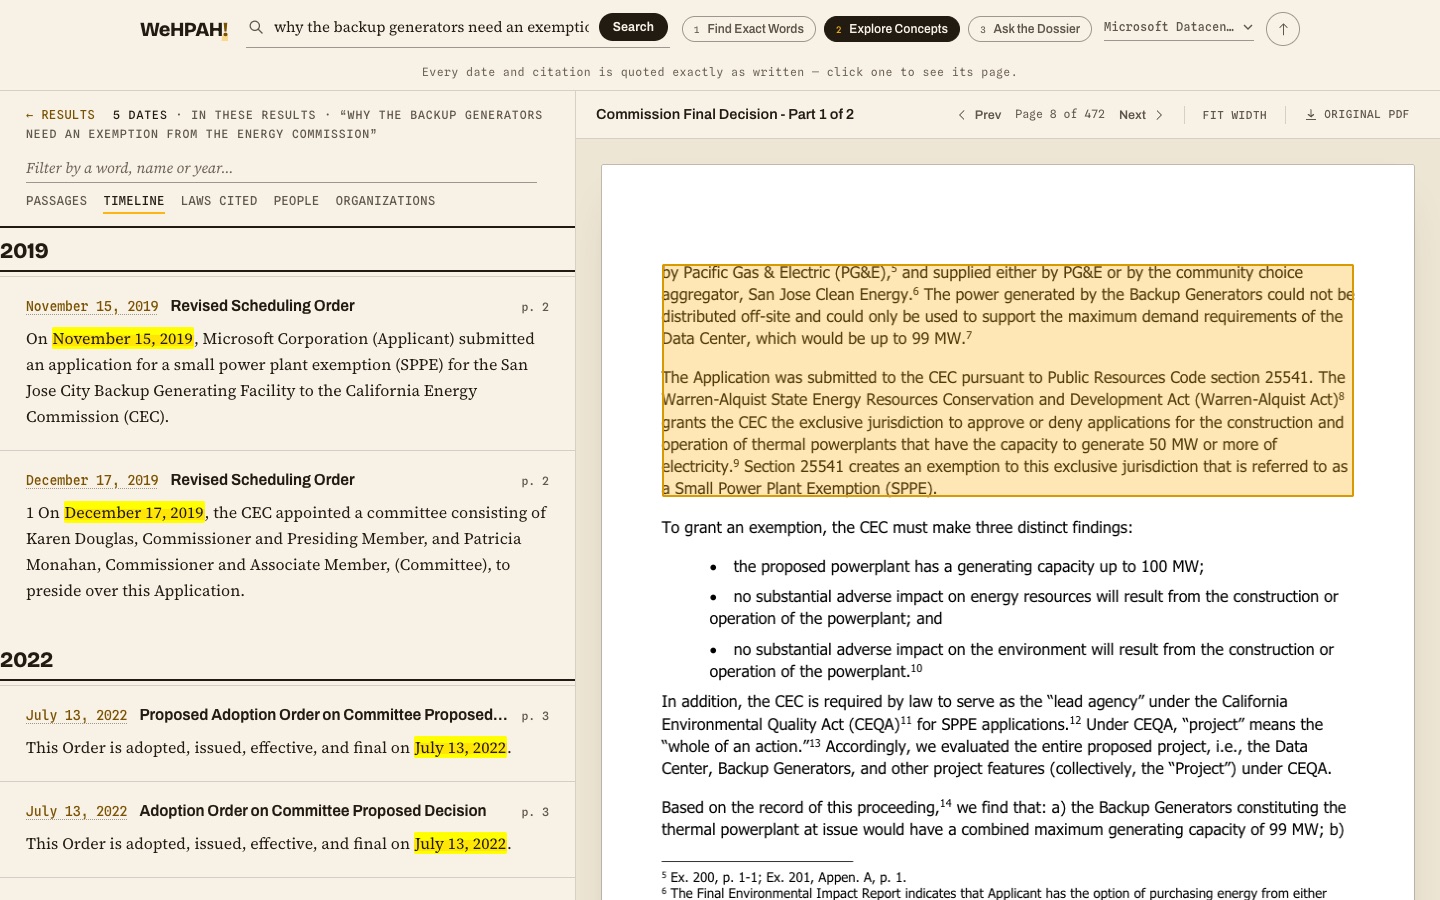 WeHPAH!
why the backup generators need an exemptic
Search
1 Find Exact Words
2 Explore Concepts
3 Ask the Dossier
Microsoft Datacen…
Every date and citation is quoted exactly as written — click one to see its page.
← RESULTS 5 DATES · IN THESE RESULTS · “WHY THE BACKUP GENERATORS
NEED AN EXEMPTION FROM THE ENERGY COMMISSION”
Filter by a word, name or year…
PASSAGES TIMELINE LAWS CITED PEOPLE ORGANIZATIONS
2019
November 15, 2019 Revised Scheduling Order p. 2
On November 15, 2019, Microsoft Corporation (Applicant) submitted
an application for a small power plant exemption (SPPE) for the San
Jose City Backup Generating Facility to the California Energy
Commission (CEC).
December 17, 2019 Revised Scheduling Order p. 2
1 On December 17, 2019, the CEC appointed a committee consisting of
Karen Douglas, Commissioner and Presiding Member, and Patricia
Monahan, Commissioner and Associate Member, (Committee), to
preside over this Application.
2022
July 13, 2022 Proposed Adoption Order on Committee Proposed… p. 3
This Order is adopted, issued, effective, and final on July 13, 2022.
July 13, 2022 Adoption Order on Committee Proposed Decision p. 3
This Order is adopted, issued, effective, and final on July 13, 2022.
Commission Final Decision - Part 1 of 2
Prev Page 8 of 472 Next
FIT WIDTH
ORIGINAL PDF
by Pacific Gas & Electric (PG&E),⁵ and supplied either by PG&E or by the community choice
aggregator, San Jose Clean Energy.⁶ The power generated by the Backup Generators could not be
distributed off-site and could only be used to support the maximum demand requirements of the
Data Center, which would be up to 99 MW.⁷
The Application was submitted to the CEC pursuant to Public Resources Code section 25541. The
Warren-Alquist State Energy Resources Conservation and Development Act (Warren-Alquist Act)⁸
grants the CEC the exclusive jurisdiction to approve or deny applications for the construction and
operation of thermal powerplants that have the capacity to generate 50 MW or more of
electricity.⁹ Section 25541 creates an exemption to this exclusive jurisdiction that is referred to as
a Small Power Plant Exemption (SPPE).
To grant an exemption, the CEC must make three distinct findings:
• the proposed powerplant has a generating capacity up to 100 MW;
• no substantial adverse impact on energy resources will result from the construction or
operation of the powerplant; and
• no substantial adverse impact on the environment will result from the construction or
operation of the powerplant.¹⁰
In addition, the CEC is required by law to serve as the “lead agency” under the California
Environmental Quality Act (CEQA)¹¹ for SPPE applications.¹² Under CEQA, “project” means the
“whole of an action.”¹³ Accordingly, we evaluated the entire proposed project, i.e., the Data
Center, Backup Generators, and other project features (collectively, the “Project”) under CEQA.
Based on the record of this proceeding,¹⁴ we find that: a) the Backup Generators constituting the
thermal powerplant at issue would have a combined maximum generating capacity of 99 MW; b)
⁵ Ex. 200, p. 1-1; Ex. 201, Appen. A, p. 1.
⁶ The Final Environmental Impact Report indicates that Applicant has the option of purchasing energy from either